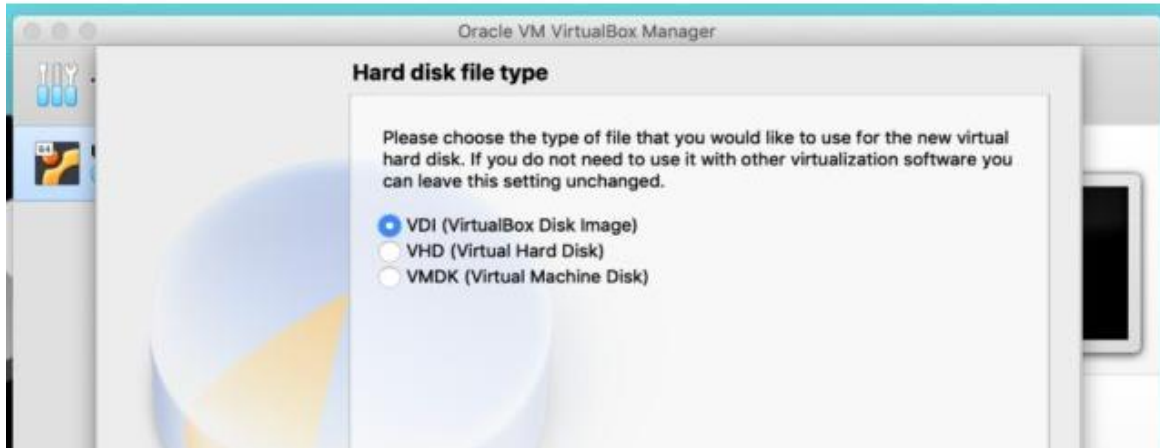 Oracle VM VirtualBox Manager
Hard disk file type
Please choose the type of file that you would like to use for the new virtual
hard disk. If you do not need to use it with other virtualization software you
can leave this setting unchanged.
VDI (VirtualBox Disk Image)
VHD (Virtual Hard Disk)
VMDK (Virtual Machine Disk)
64